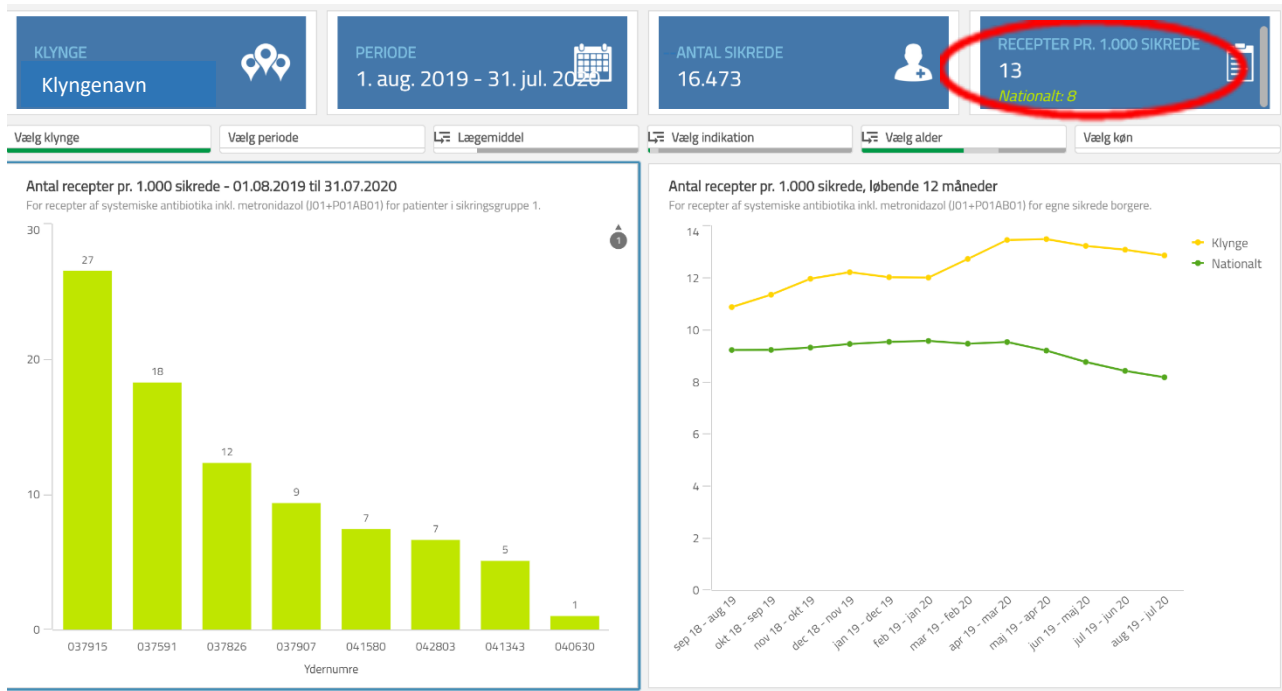 KLYNGE
Klyngenavn
PERIODE
1. aug. 2019 - 31. jul. 2020
ANTAL SIKREDE
16.473
RECEPTER PR. 1.000 SIKREDE
13
Nationalt: 8
Vælg klynge
Vælg periode
Lægemiddel
Vælg indikation
Vælg alder
Vælg køn
Antal recepter pr. 1.000 sikrede - 01.08.2019 til 31.07.2020
For recepter af systemiske antibiotika inkl. metronidazol (J01+P01AB01) for patienter i sikringsgruppe 1.
1
30
20
10
0
27
18
12
9
7
7
5
1
037915
037591
037826
037907
041580
042803
041343
040630
Ydernumre
Antal recepter pr. 1.000 sikrede, løbende 12 måneder
For recepter af systemiske antibiotika inkl. metronidazol (J01+P01AB01) for egne sikrede borgere.
14
12
10
8
6
4
2
0
Klynge
Nationalt
sep 18 - aug 19
okt 18 - sep 19
nov 18 - okt 19
dec 18 - nov 19
jan 19 - dec 19
feb 19 - jan 20
mar 19 - feb 20
apr 19 - mar 20
maj 19 - apr 20
jun 19 - maj 20
jul 19 - jun 20
aug 19 - jul 20